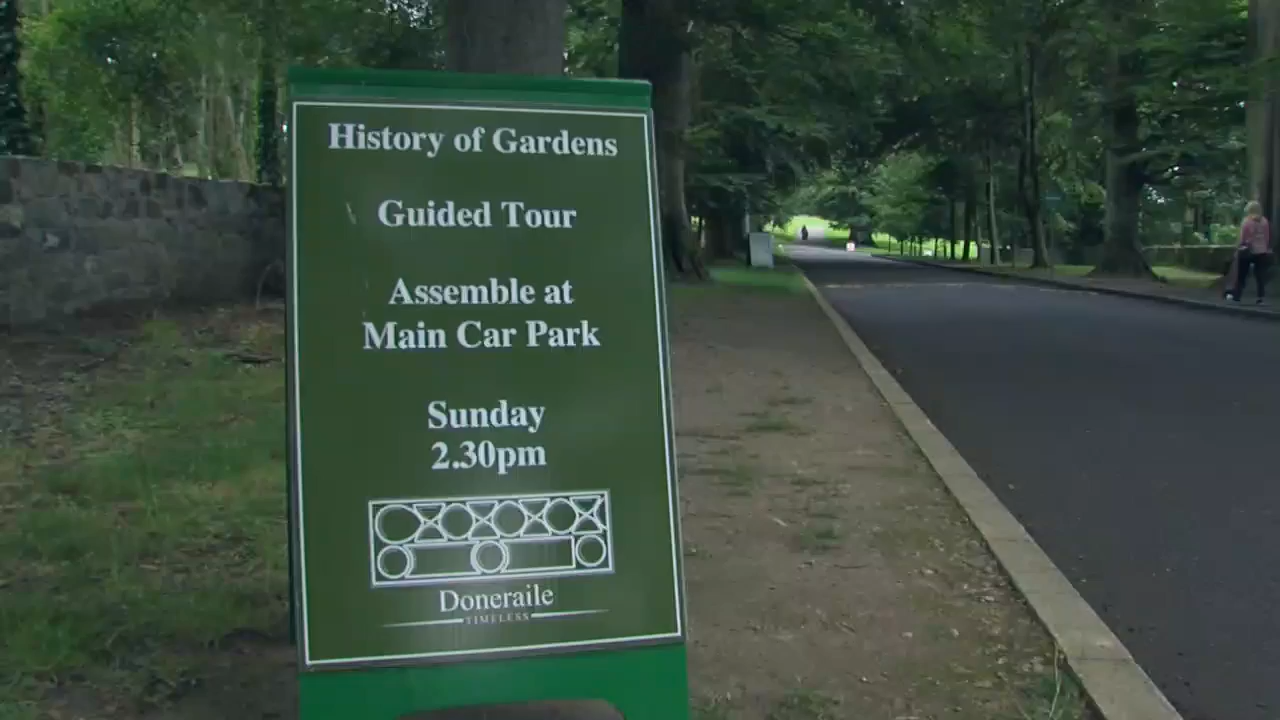 History of Gardens
Guided Tour
Assemble at
Main Car Park
Sunday
2.30pm
Doneraile
TIMELESS